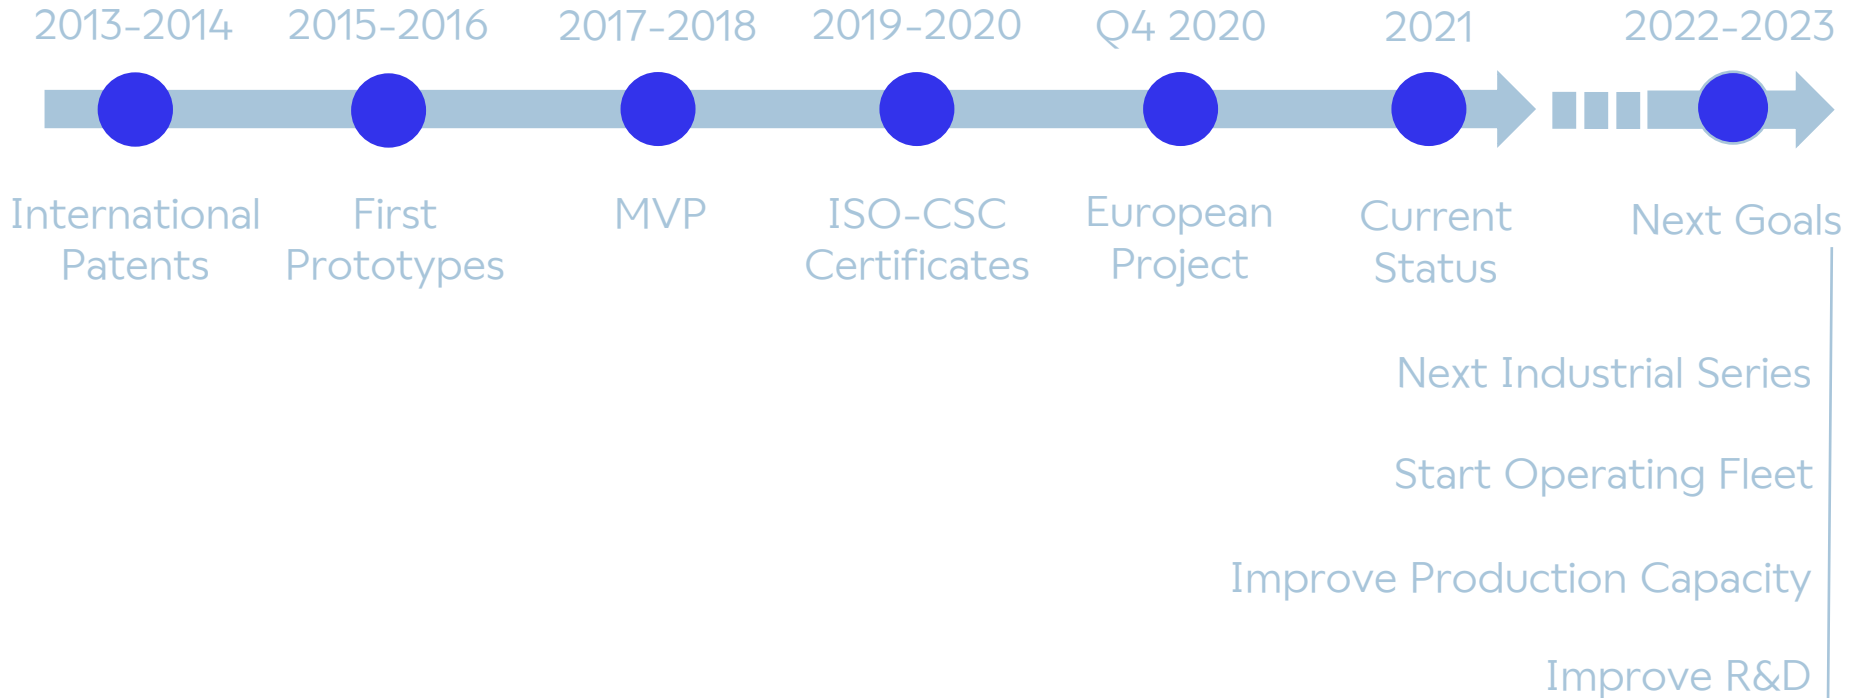 2013-2014
2015-2016
2017-2018
2019-2020
Q4 2020
2021
2022-2023
International
Patents
First
Prototypes
MVP
ISO-CSC
Certificates
European
Project
Current
Status
Next Goals
Next Industrial Series
Start Operating Fleet
Improve Production Capacity
Improve R&D